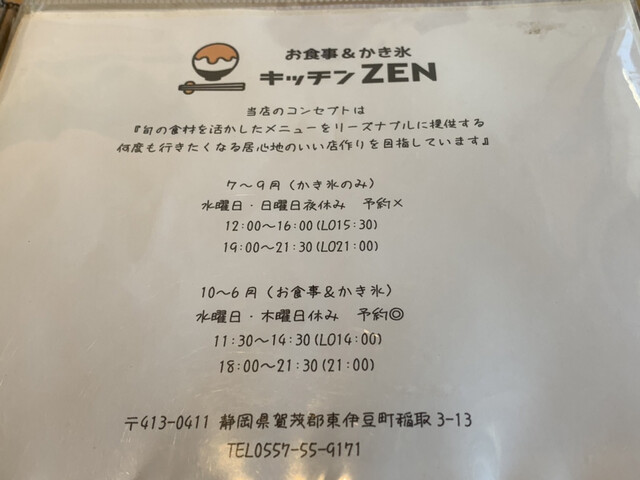 お食事&かき氷
キッチンZEN
当店のコンセプトは
『旬の食材を活かしたメニューをリーズナブルに提供する
何度も行きたくなる居心地のいい店作りを目指しています』
7〜9月(かき氷のみ)
水曜日・日曜日夜休み 予約×
12:00〜16:00(LO15:30)
19:00〜21:30(LO21:00)
10〜6月(お食事&かき氷)
水曜日・木曜日休み 予約◎
11:30〜14:30(LO14:00)
18:00〜21:30(21:00)
〒413-0411 静岡県賀茂郡東伊豆町稲取3-13
TEL0557-55-9171